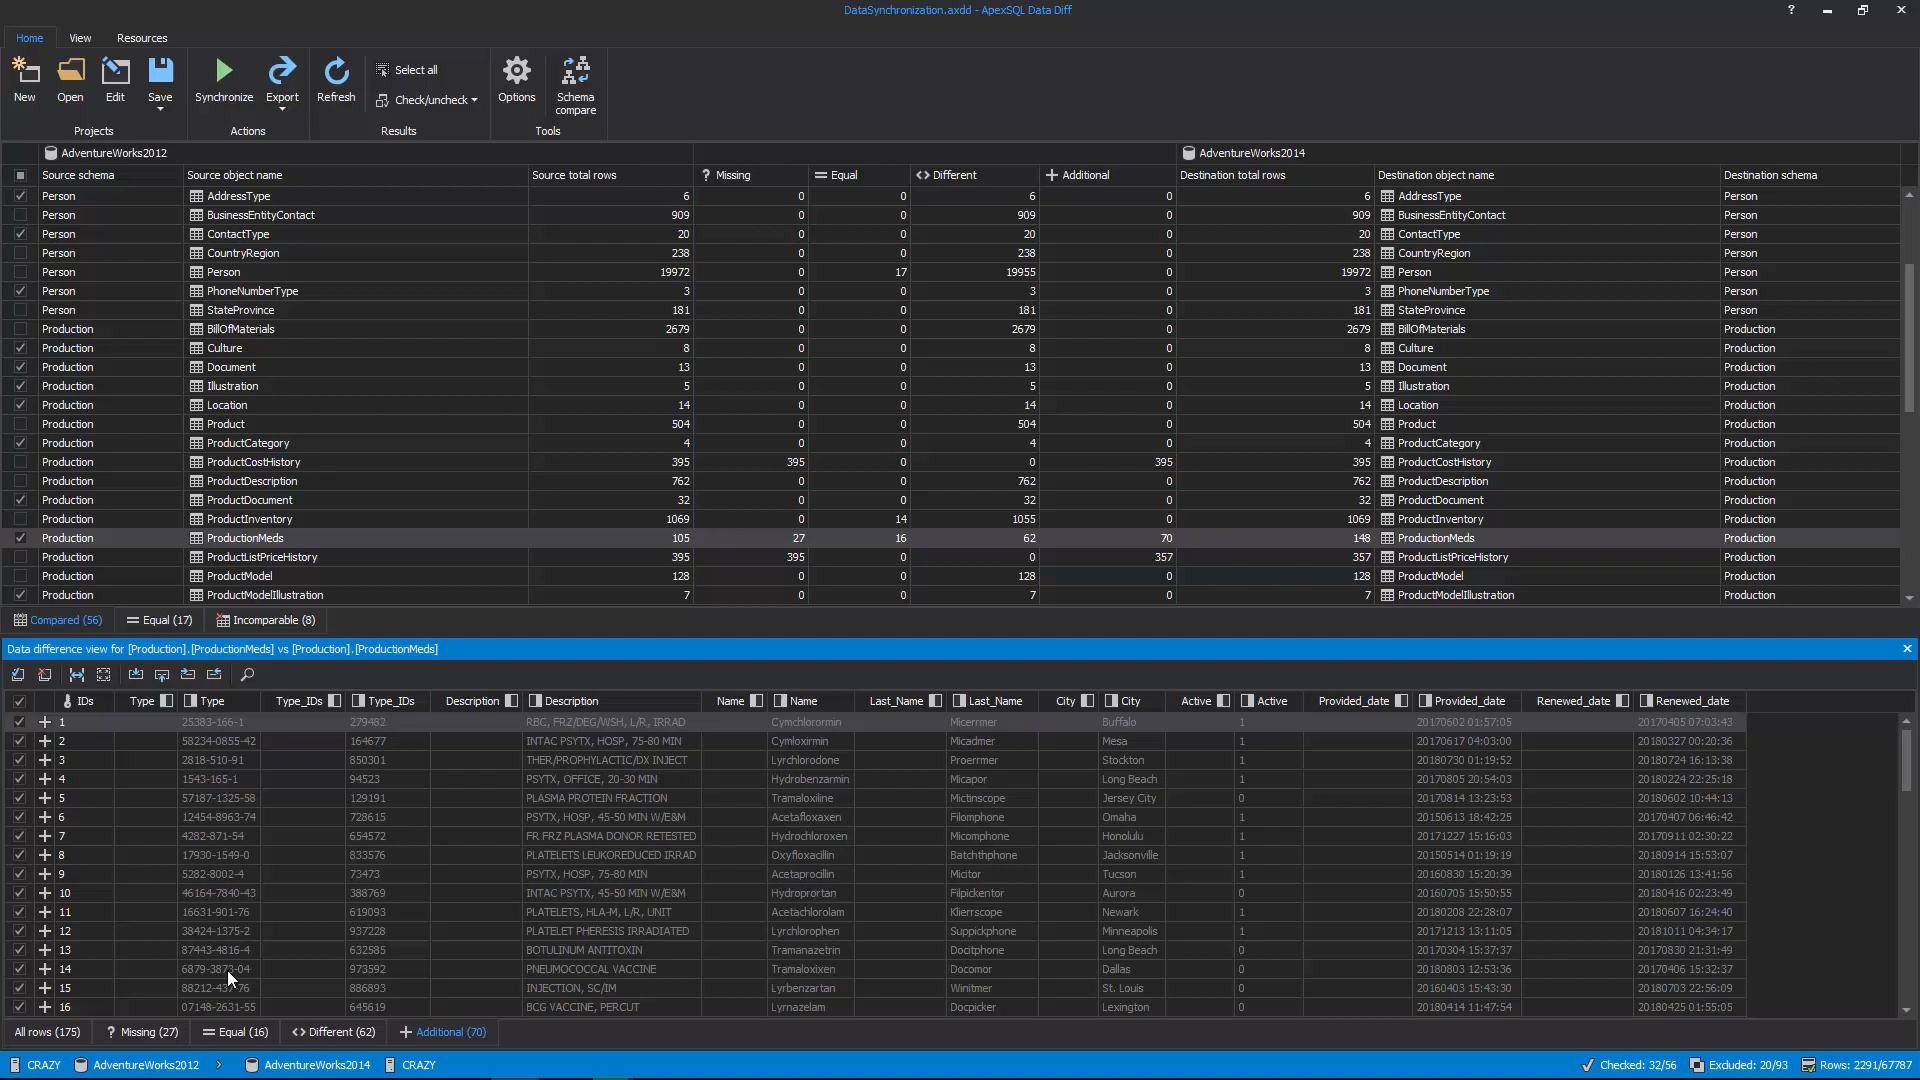 DataSynchronization.axdd - ApexSQL Data Diff
Home View Resources
New Open Edit Save Synchronize Export Refresh Select all Check/uncheck Options Schema compare
Projects Actions Results Tools
AdventureWorks2012 AdventureWorks2014
Source schema Source object name Source total rows ? Missing Equal Different Additional Destination total rows Destination object name Destination schema
Person AddressType 6 0 0 6 0 6 AddressType Person
Person BusinessEntityContact 909 0 0 909 0 909 BusinessEntityContact Person
Person ContactType 20 0 0 20 0 20 ContactType Person
Person CountryRegion 238 0 0 238 0 238 CountryRegion Person
Person Person 19972 0 17 19955 0 19972 Person Person
Person PhoneNumberType 3 0 0 3 0 3 PhoneNumberType Person
Person StateProvince 181 0 0 181 0 181 StateProvince Person
Production BillOfMaterials 2679 0 0 2679 0 2679 BillOfMaterials Production
Production Culture 8 0 0 8 0 8 Culture Production
Production Document 13 0 0 13 0 13 Document Production
Production Illustration 5 0 0 5 0 5 Illustration Production
Production Location 14 0 0 14 0 14 Location Production
Production Product 504 0 0 504 0 504 Product Production
Production ProductCategory 4 0 0 4 0 4 ProductCategory Production
Production ProductCostHistory 395 395 0 0 395 395 ProductCostHistory Production
Production ProductDescription 762 0 0 762 0 762 ProductDescription Production
Production ProductDocument 32 0 0 32 0 32 ProductDocument Production
Production ProductInventory 1069 0 14 1055 0 1069 ProductInventory Production
Production ProductionMeds 105 27 16 62 70 148 ProductionMeds Production
Production ProductListPriceHistory 395 395 0 0 357 357 ProductListPriceHistory Production
Production ProductModel 128 0 0 128 0 128 ProductModel Production
Production ProductModelIllustration 7 0 0 7 0 7 ProductModelIllustration Production
Compared (56) Equal (17) Incomparable (8)
Data difference view for [Production].[ProductionMeds] vs [Production].[ProductionMeds]
IDs Type Type Type_IDs Type_IDs Description Description Name Name Last_Name Last_Name City City Active Active Provided_date Provided_date Renewed_date Renewed_date
1 25383-166-1 279482 RBC, FRZ/DEG/WSH, L/R, IRRAD Cymchlorormin Micerrmer Buffalo 1 20170602 01:57:05 20170405 07:03:43
2 58234-0855-42 164677 INTAC PSYTX, HOSP, 75-80 MIN Cymloxirmin Micadmer Mesa 1 20170617 04:03:00 20180327 00:20:36
3 2818-510-91 850301 THER/PROPHYLACTIC/DX INJECT Lyrchlorodone Proerrmer Stockton 1 20180730 01:19:52 20180724 16:13:38
4 1543-165-1 94523 PSYTX, OFFICE, 20-30 MIN Hydrobenzarmin Micapor Long Beach 1 20170805 20:54:03 20180224 22:25:18
5 57187-1325-58 129191 PLASMA PROTEIN FRACTION Tramaloxiline Mictinscope Jersey City 0 20170814 13:23:53 20180602 10:44:13
6 12454-8963-74 728615 PSYTX, HOSP, 45-50 MIN W/E&M Acetafloxaxen Filomphone Omaha 1 20150613 18:42:25 20170407 06:46:42
7 4282-871-54 654572 FR FRZ PLASMA DONOR RETESTED Hydrochloroxen Micomphone Honolulu 1 20171227 15:16:03 20170911 02:30:22
8 17930-1549-0 833576 PLATELETS LEUKOREDUCED IRRAD Oxyfloxacillin Batchthphone Jacksonville 1 20150514 01:19:19 20180914 15:53:07
9 5282-8002-4 73473 PSYTX, HOSP, 75-80 MIN Acetaprocillin Micitor Tucson 1 20160830 15:20:39 20180126 13:41:56
10 46164-7840-43 388769 INTAC PSYTX, 45-50 MIN W/E&M Hydroprortan Filpickentor Aurora 0 20160705 15:50:55 20180416 02:23:49
11 16631-901-76 619093 PLATELETS, HLA-M, L/R, UNIT Acetachlorolam Klierrscope Newark 1 20180208 22:28:07 20180607 16:24:40
12 38424-1375-2 937228 PLATELET PHERESIS IRRADIATED Lyrchlorophen Suppickphone Minneapolis 1 20171213 13:11:05 20181011 04:34:17
13 87443-4816-4 632585 BOTULINUM ANTITOXIN Tramanazetrin Docitphone Long Beach 0 20170304 15:37:37 20170830 21:31:49
14 6879-3873-04 973592 PNEUMOCOCCAL VACCINE Tramaloxixen Docomor Dallas 0 20180803 12:53:36 20170406 15:32:37
15 88212-437-76 886893 INJECTION, SC/IM Lyrbenzartan Winitmer St. Louis 0 20160403 15:43:30 20180703 22:56:09
16 07148-2631-55 645619 BCG VACCINE, PERCUT Lyrnazelam Docpicker Lexington 0 20180414 11:47:54 20180425 01:55:05
All rows (175) ? Missing (27) Equal (16) Different (62) Additional (70)
CRAZY AdventureWorks2012 > AdventureWorks2014 CRAZY Checked: 32/56 Excluded: 20/93 Rows: 2291/67787